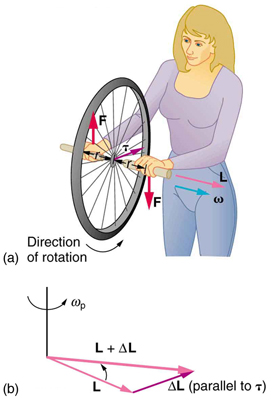 F
τ
r
r
L
F
ω
Direction
of rotation
(a)
ωp
L + ΔL
L
ΔL (parallel to τ)
(b)